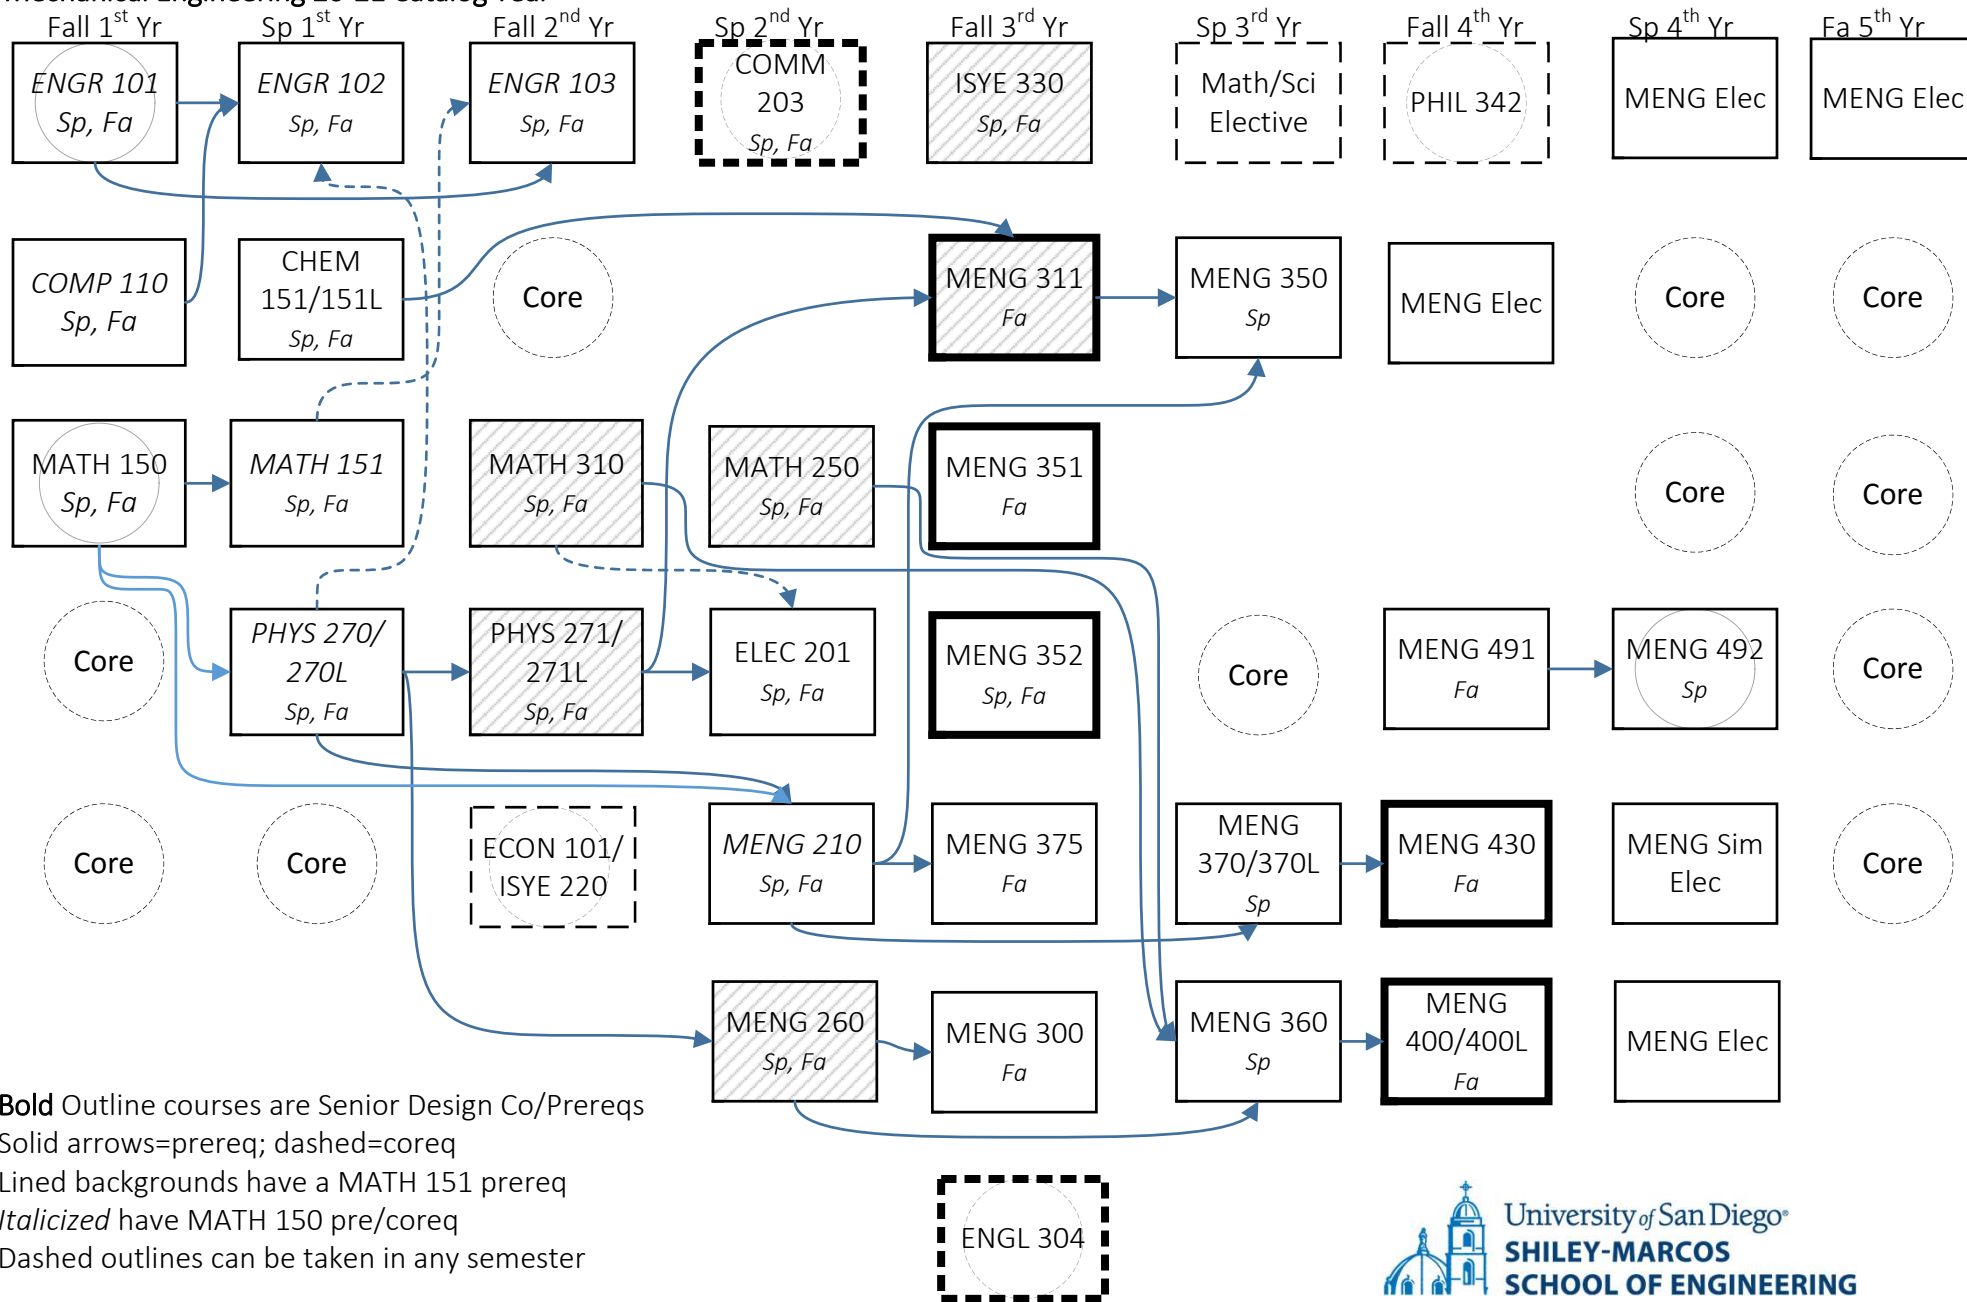 Mechanical Engineering 20-21 Catalog Year
Fall 1st Yr
Sp 1st Yr
Fall 2nd Yr
Sp 2nd Yr
Fall 3rd Yr
Sp 3rd Yr
Fall 4th Yr
Sp 4th Yr
Fa 5th Yr
ENGR 101
Sp, Fa
ENGR 102
Sp, Fa
ENGR 103
Sp, Fa
COMM
203
Sp, Fa
ISYE 330
Sp, Fa
Math/Sci
Elective
PHIL 342
MENG Elec
MENG Elec
COMP 110
Sp, Fa
CHEM
151/151L
Sp, Fa
Core
MENG 311
Fa
MENG 350
Sp
MENG Elec
Core
Core
MATH 150
Sp, Fa
MATH 151
Sp, Fa
MATH 310
Sp, Fa
MATH 250
Sp, Fa
MENG 351
Fa
Core
Core
Core
PHYS 270/
270L
Sp, Fa
PHYS 271/
271L
Sp, Fa
ELEC 201
Sp, Fa
MENG 352
Sp, Fa
Core
MENG 491
Fa
MENG 492
Sp
Core
Core
Core
ECON 101/
ISYE 220
MENG 210
Sp, Fa
MENG 375
Fa
MENG
370/370L
Sp
MENG 430
Fa
MENG Sim
Elec
Core
MENG 260
Sp, Fa
MENG 300
Fa
MENG 360
Sp
MENG
400/400L
Fa
MENG Elec
Bold Outline courses are Senior Design Co/Prereqs
Solid arrows=prereq; dashed=coreq
Lined backgrounds have a MATH 151 prereq
Italicized have MATH 150 pre/coreq
Dashed outlines can be taken in any semester
ENGL 304
University of San Diego®
SHILEY-MARCOS
SCHOOL OF ENGINEERING